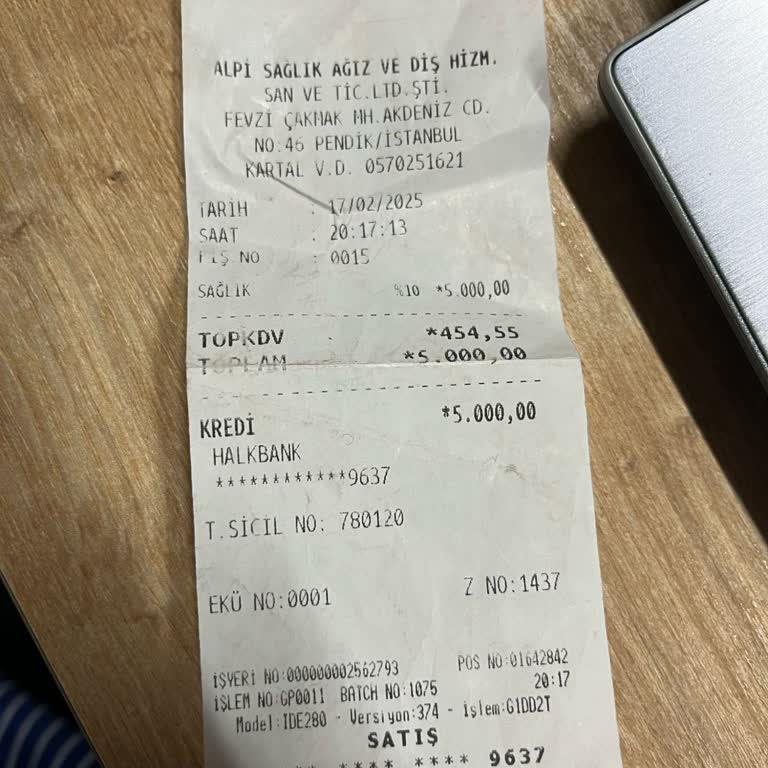 ALPİ SAĞLIK AĞIZ VE DİŞ HİZM.
SAN VE TİC.LTD.ŞTİ.
FEVZİ ÇAKMAK MH.AKDENİZ CD.
NO:46 PENDİK/İSTANBUL
KARTAL V.D. 0570251621
TARİH : 17/02/2025
SAAT : 20:17:13
FİŞ NO : 0015
SAĞLIK %10 *5.000,00
TOPKDV *454,55
TOPLAM *5.000,00
KREDİ *5.000,00
HALKBANK
************9637
T.SİCİL NO: 780120
EKÜ NO:0001 Z NO:1437
İŞYERİ NO:000000002562793 POS NO:01642842
İŞLEM NO:GP0011 BATCH NO:1075 20:17
Model:IDE280 - Versiyon:374 - İşlem:G1DD2T
SATIŞ
** **** **** 9637